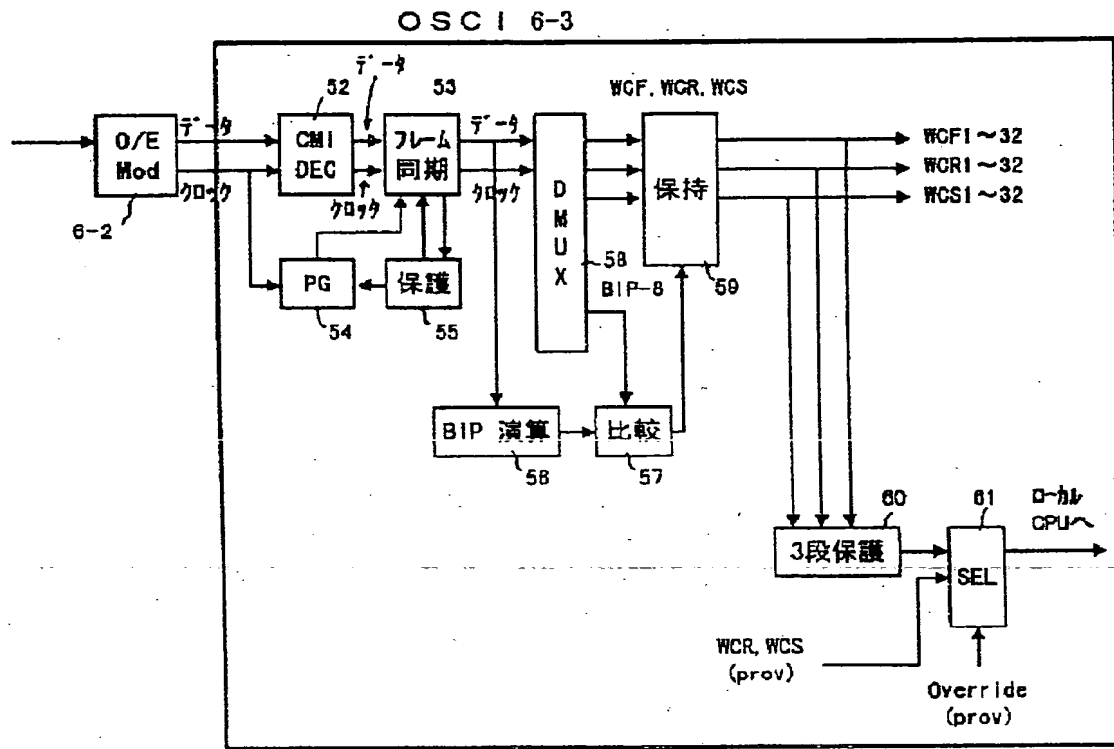 OSCI 6-3
データ
52
53
WCF, WCR, WCS
O/E
Mod
データ
クロック
6-2
CMI
DEC
クロック
フレーム
同期
データ
クロック
DMUX
58
保持
59
WCF1～32
WCR1～32
WCS1～32
PG
54
保護
55
BIP-8
BIP 演算
56
比較
57
60
61
ローカル
CPUへ
3段保護
SEL
WCR, WCS
(prov)
Override
(prov)